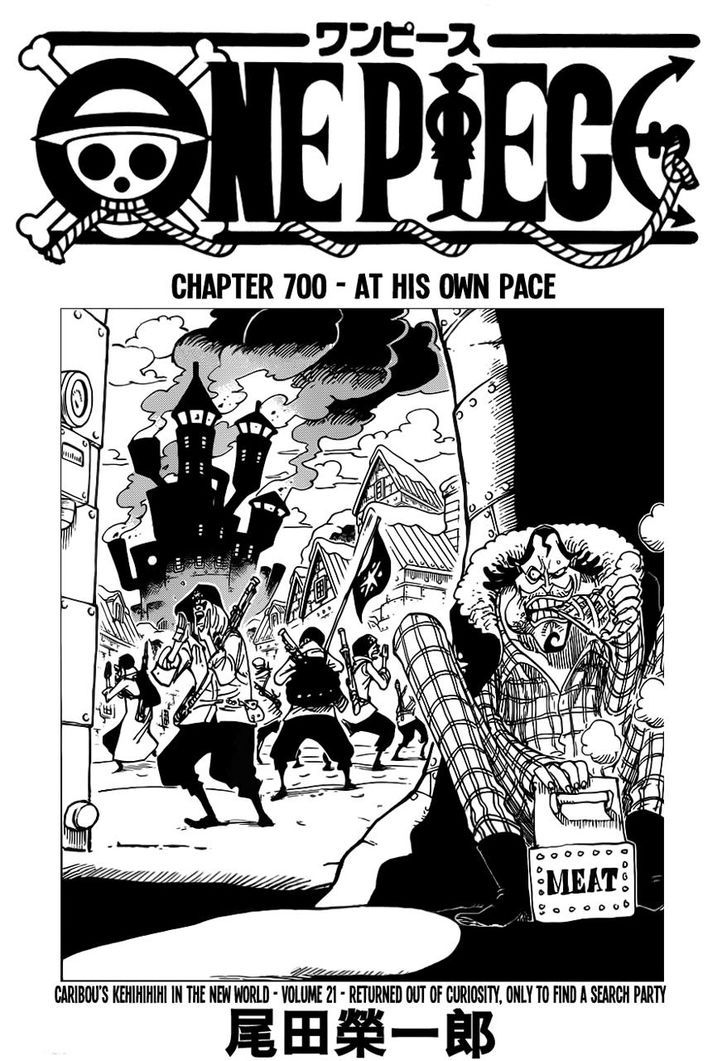 ワンピース
ONE PIECE
CHAPTER 700 - AT HIS OWN PACE
MEAT
CARIBOU'S KEHIHIHIHI IN THE NEW WORLD - VOLUME 21 - RETURNED OUT OF CURIOSITY, ONLY TO FIND A SEARCH PARTY
尾田榮一郎